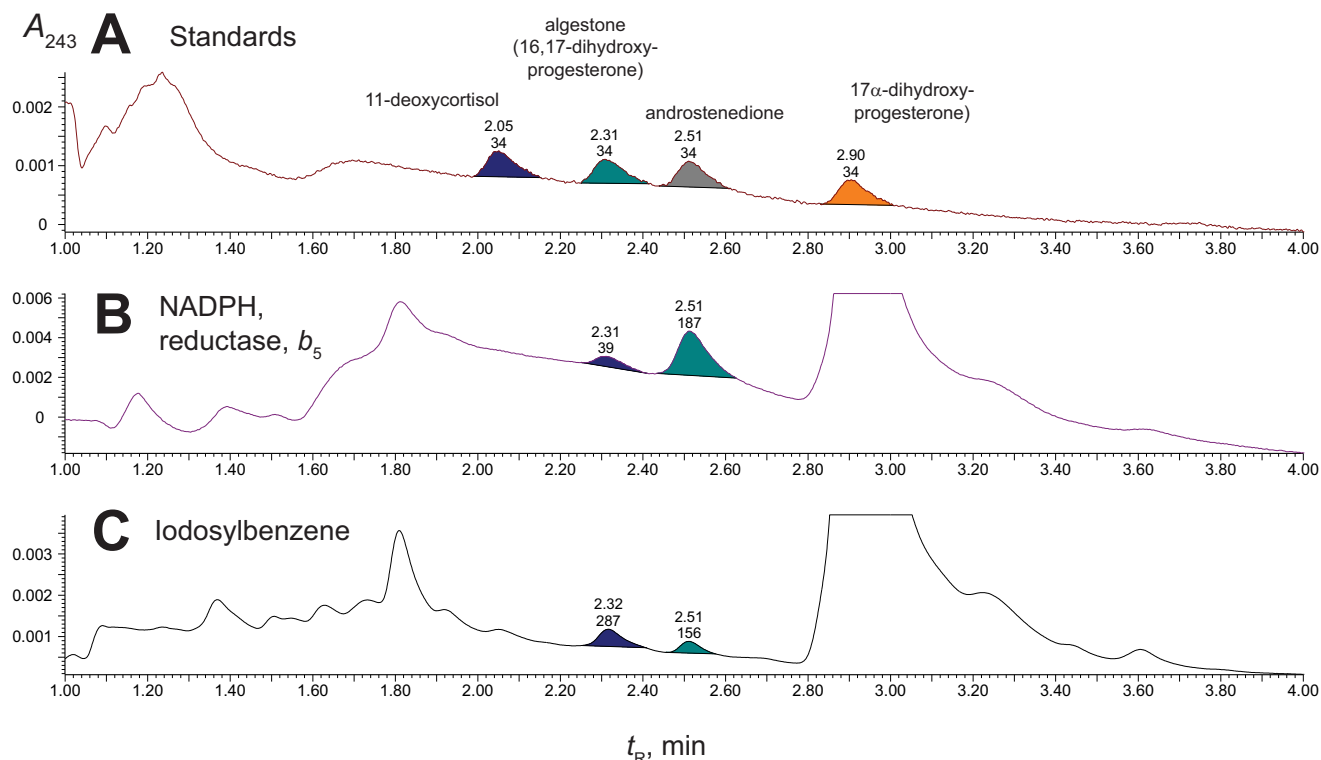 A243 A Standards
algestone
(16,17-dihydroxy-
progesterone)
11-deoxycortisol
androstenedione
17α-dihydroxy-
progesterone)
2.05
34
2.31
34
2.51
34
2.90
34
0.002
0.001
0
1.00 1.20 1.40 1.60 1.80 2.00 2.20 2.40 2.60 2.80 3.00 3.20 3.40 3.60 3.80 4.00
B NADPH,
reductase, b5
2.31
39
2.51
187
0.006
0.004
0.002
0
1.00 1.20 1.40 1.60 1.80 2.00 2.20 2.40 2.60 2.80 3.00 3.20 3.40 3.60 3.80 4.00
C Iodosylbenzene
2.32
287
2.51
156
0.003
0.002
0.001
1.00 1.20 1.40 1.60 1.80 2.00 2.20 2.40 2.60 2.80 3.00 3.20 3.40 3.60 3.80 4.00
tR, min